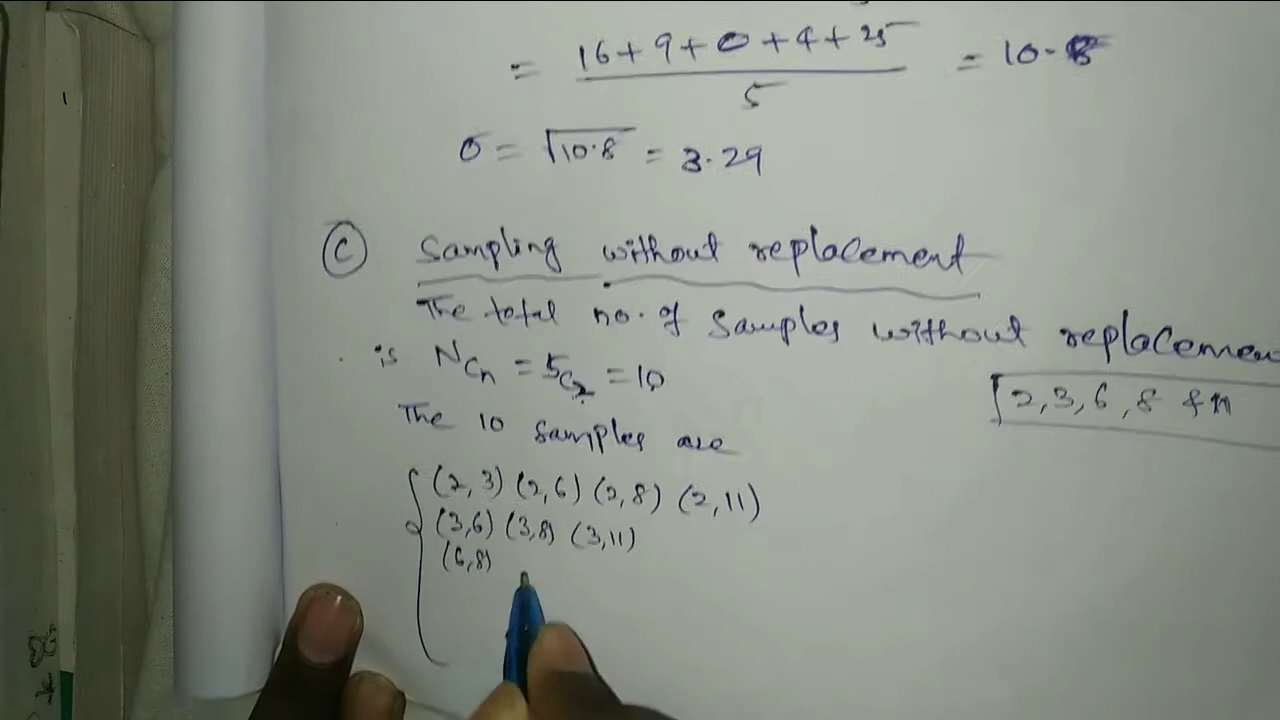 = 16+9+0+4+25 / 5 = 10.8
σ = √10.8 = 3.29
(C) Sampling without replacement
The total no. of samples without replacemen
is NCn = 5C2 = 10
2,3,6,8 & 11
The 10 samples are
(2,3) (2,6) (2,8) (2,11)
(3,6) (3,8) (3,11)
(6,8)